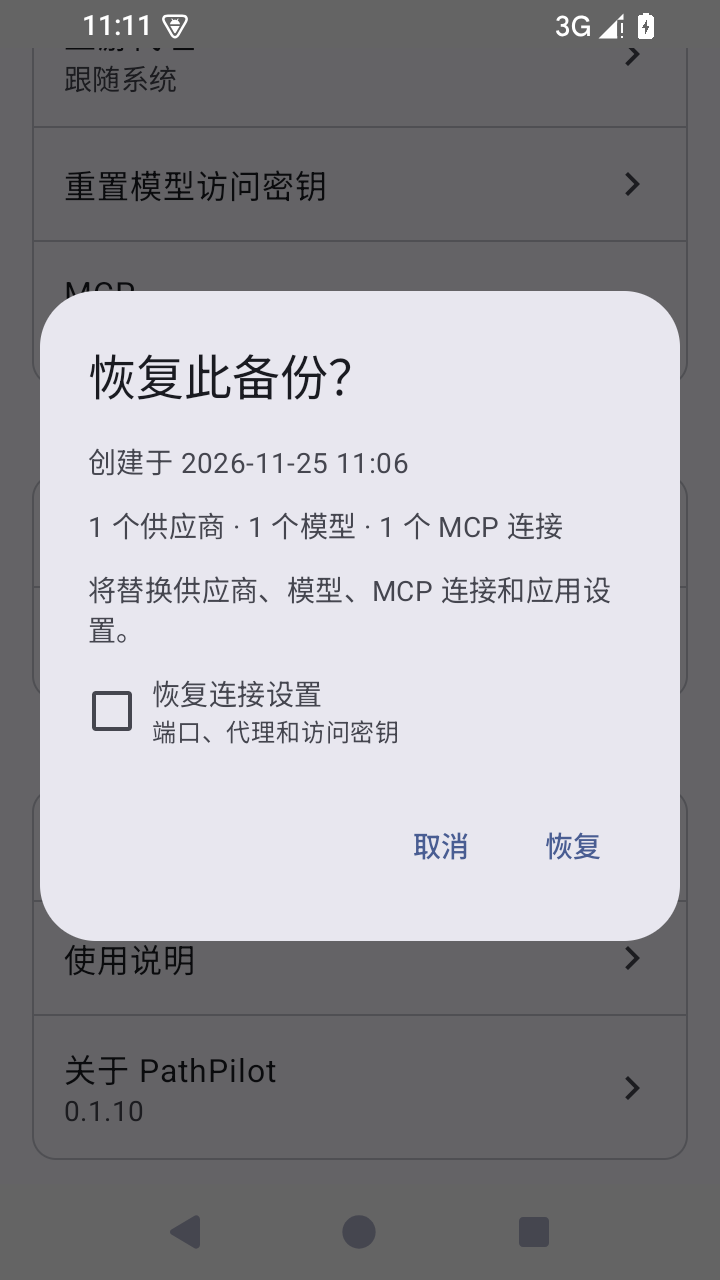 11:11
3G
跟随系统
重置模型访问密钥
MCP
恢复此备份?
创建于 2026-11-25 11:06
1 个供应商 · 1 个模型 · 1 个 MCP 连接
将替换供应商、模型、MCP 连接和应用设
置。
恢复连接设置
端口、代理和访问密钥
取消
恢复
使用说明
关于 PathPilot
0.1.10